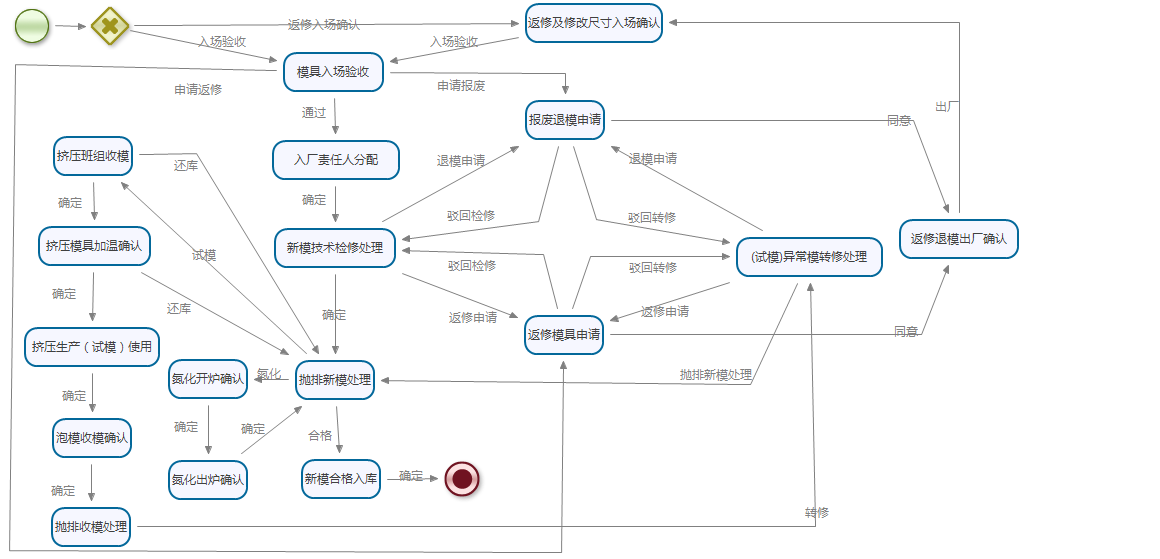 返修入场确认
返修及修改尺寸入场确认
入场验收
入场验收
模具入场验收
申请返修
申请报废
出厂
通过
报废退模申请
同意
挤压班组收模
还库
入厂责任人分配
退模申请
退模申请
确定
确定
驳回检修
驳回转修
挤压模具加温确认
试模
新模技术检修处理
(试模)异常模转修处理
返修退模出厂确认
驳回检修
驳回转修
确定
还库
确定
返修申请
返修申请
挤压生产（试模）使用
返修模具申请
同意
氮化开炉确认
氮化
抛排新模处理
抛排新模处理
确定
确定
确定
合格
泡模收模确认
氮化出炉确认
新模合格入库
确定
确定
抛排收模处理
转修